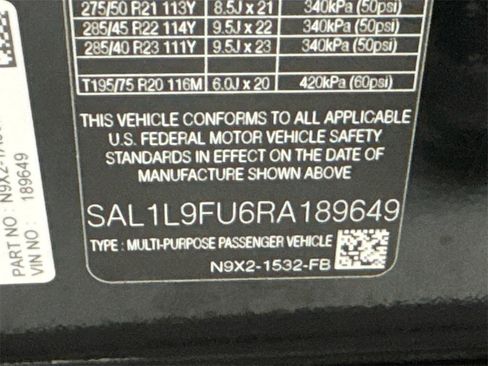 275/50 R21 113Y 8.5J x 21 340kPa (50psi)
285/45 R22 114Y 9.5J x 22 340kPa (50psi)
285/40 R23 111Y 9.5J x 23 340kPa (50psi)
T195/75 R20 116M 6.0J x 20 420kPa (60psi)
THIS VEHICLE CONFORMS TO ALL APPLICABLE
U.S. FEDERAL MOTOR VEHICLE SAFETY
STANDARDS IN EFFECT ON THE DATE OF
MANUFACTURE SHOWN ABOVE
SAL1L9FU6RA189649
TYPE : MULTI-PURPOSE PASSENGER VEHICLE
N9X2-1532-FB
PART NO:
VIN NO : 189649